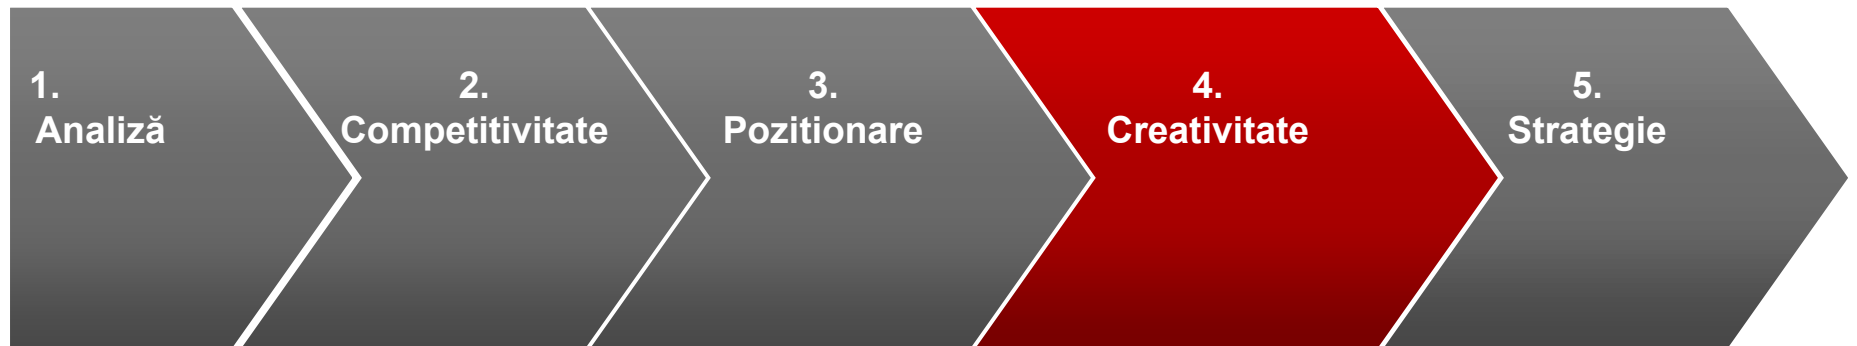 1.
Analiză
2.
Competitivitate
3.
Pozitionare
4.
Creativitate
5.
Strategie